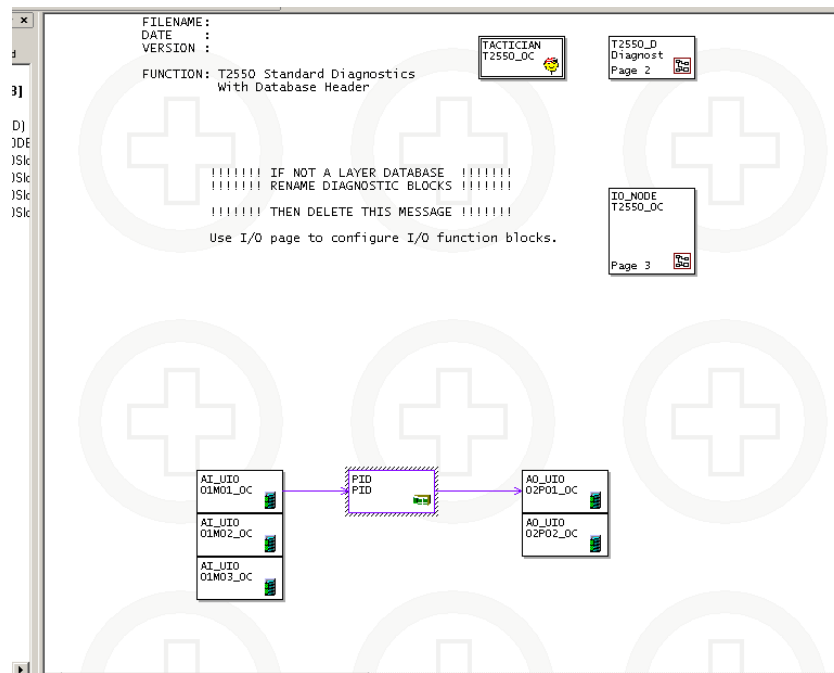 FILENAME:
DATE :
VERSION :
FUNCTION: T2550 Standard Diagnostics
With Database Header
TACTICIAN
T2550_OC
T2550_D
Diagnost
Page 2
!!!!!!! IF NOT A LAYER DATABASE !!!!!!!
!!!!!!! RENAME DIAGNOSTIC BLOCKS !!!!!!!
!!!!!!! THEN DELETE THIS MESSAGE !!!!!!!
Use I/O page to configure I/O function blocks.
IO_NODE
T2550_OC
Page 3
AI_UIO
01M01_OC
AI_UIO
01M02_OC
AI_UIO
01M03_OC
PID
PID
AO_UIO
02P01_OC
AO_UIO
02P02_OC